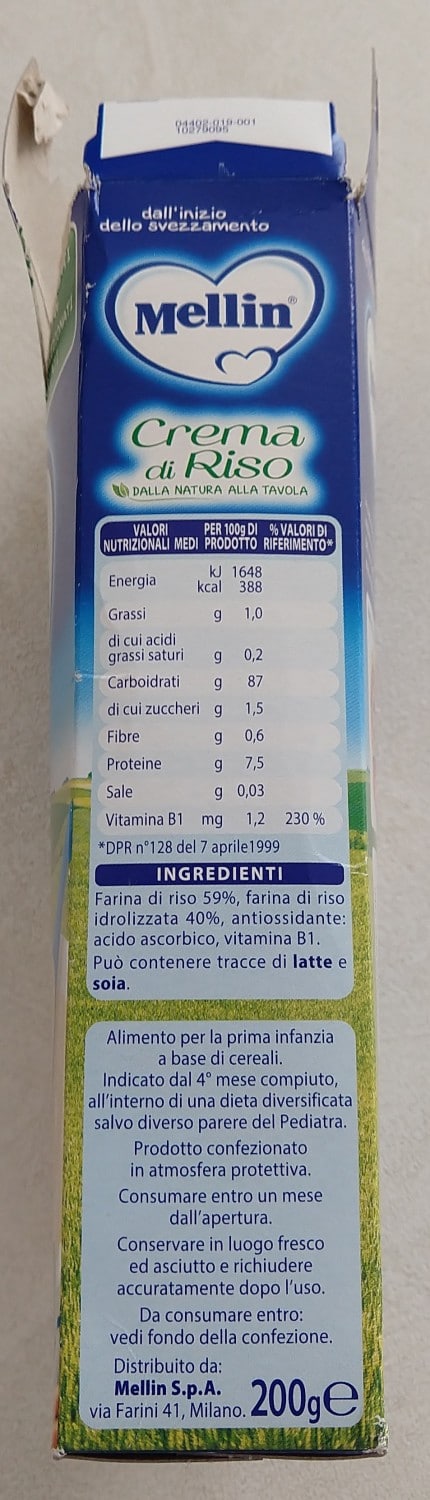 04402-019-001
10279095
dall'inizio
dello svezzamento
Mellin®
Crema
di Riso
DALLA NATURA ALLA TAVOLA
VALORI NUTRIZIONALI MEDI PER 100g DI PRODOTTO % VALORI DI RIFERIMENTO*
Energia kJ 1648
kcal 388
Grassi g 1,0
di cui acidi
grassi saturi g 0,2
Carboidrati g 87
di cui zuccheri g 1,5
Fibre g 0,6
Proteine g 7,5
Sale g 0,03
Vitamina B1 mg 1,2 230 %
*DPR n°128 del 7 aprile1999
INGREDIENTI
Farina di riso 59%, farina di riso
idrolizzata 40%, antiossidante:
acido ascorbico, vitamina B1.
Può contenere tracce di latte e
soia.
Alimento per la prima infanzia
a base di cereali.
Indicato dal 4° mese compiuto,
all'interno di una dieta diversificata
salvo diverso parere del Pediatra.
Prodotto confezionato
in atmosfera protettiva.
Consumare entro un mese
dall'apertura.
Conservare in luogo fresco
ed asciutto e richiudere
accuratamente dopo l'uso.
Da consumare entro:
vedi fondo della confezione.
Distribuito da:
Mellin S.p.A.
via Farini 41, Milano. 200g e